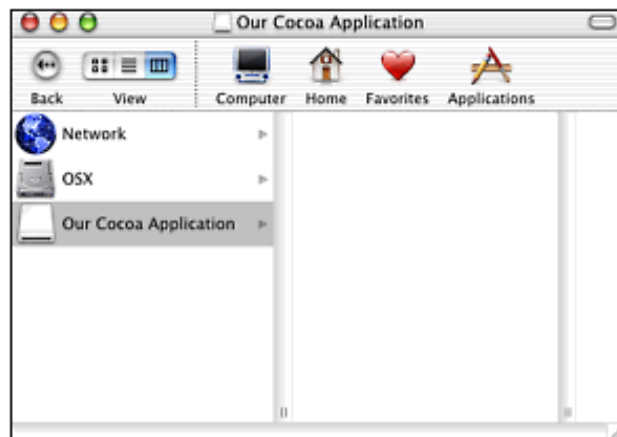 Our Cocoa Application
Back View Computer Home Favorites Applications
Network
OSX
Our Cocoa Application